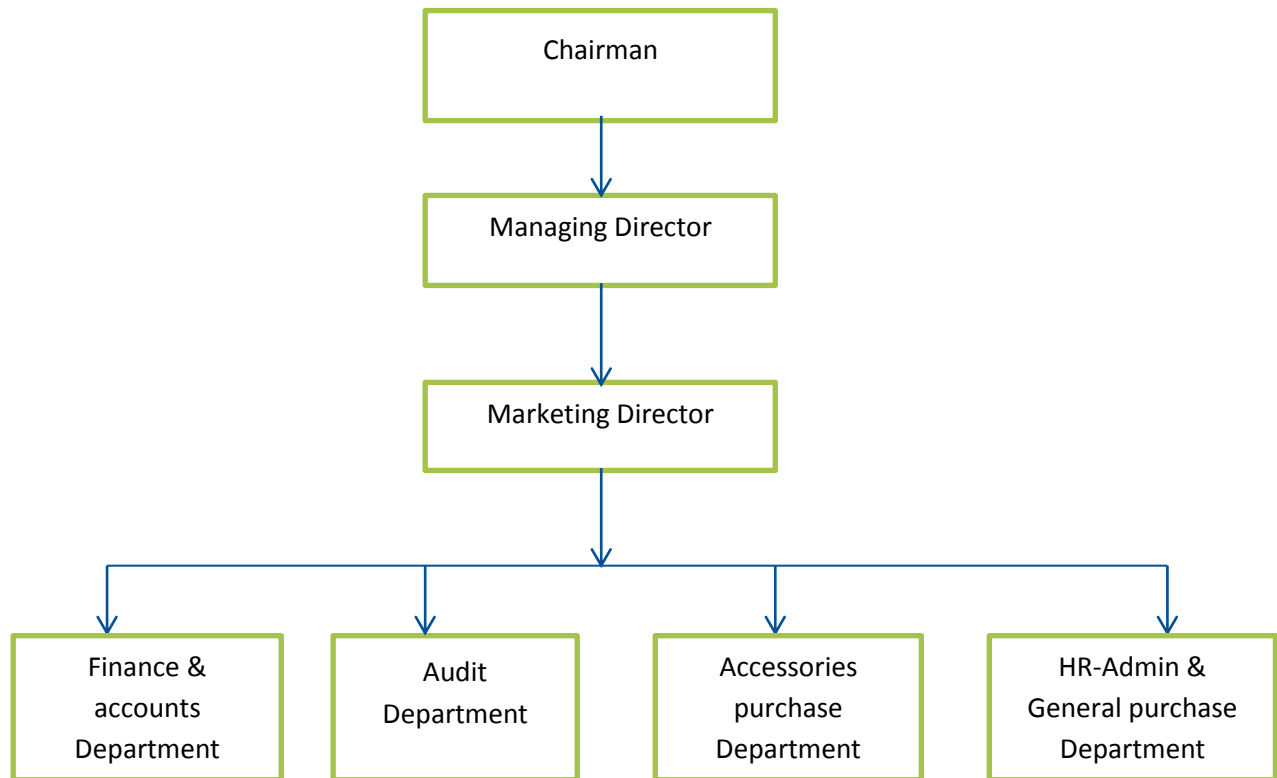 Chairman
Managing Director
Marketing Director
Finance &
accounts
Department
Audit
Department
Accessories
purchase
Department
HR-Admin &
General purchase
Department